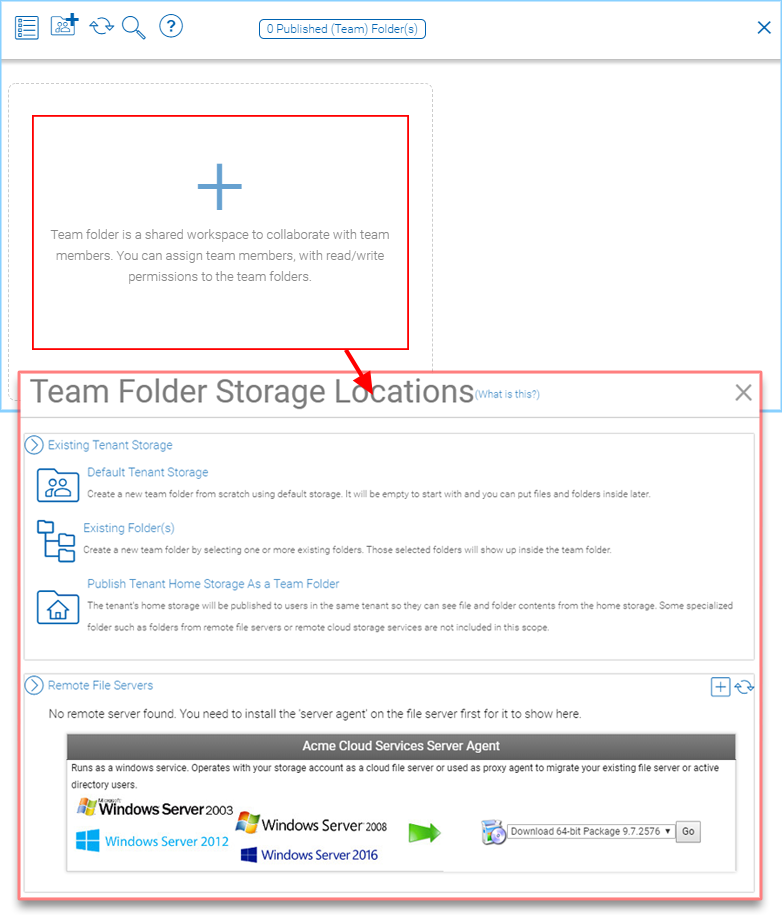 0 Published (Team) Folder(s)
Team folder is a shared workspace to collaborate with team
members. You can assign team members, with read/write
permissions to the team folders.
Team Folder Storage Locations(What is this?)
Existing Tenant Storage
Default Tenant Storage
Create a new team folder from scratch using default storage. It will be empty to start with and you can put files and folders inside later.
Existing Folder(s)
Create a new team folder by selecting one or more existing folders. Those selected folders will show up inside the team folder.
Publish Tenant Home Storage As a Team Folder
The tenant's home storage will be published to users in the same tenant so they can see file and folder contents from the home storage. Some specialized
folder such as folders from remote file servers or remote cloud storage services are not included in this scope.
Remote File Servers
No remote server found. You need to install the 'server agent' on the file server first for it to show here.
Acme Cloud Services Server Agent
Runs as a windows service. Operates with your storage account as a cloud file server or used as proxy agent to migrate your existing file server or active
directory users.
Microsoft
Windows Server 2003
Windows Server 2008
Windows Server 2012
Windows Server 2016
Download 64-bit Package 9.7.2576
Go